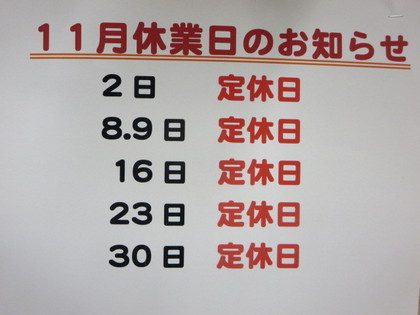 １１月休業日のお知らせ
2日 定休日
8.9日 定休日
16日 定休日
23日 定休日
30日 定休日